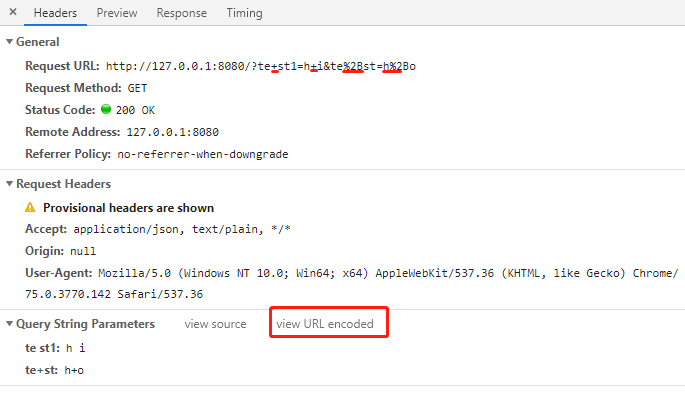 × Headers Preview Response Timing
▼ General
Request URL: http://127.0.0.1:8080/?te+st1=h+i&te%2Bst=h%2Bo
Request Method: GET
Status Code: 200 OK
Remote Address: 127.0.0.1:8080
Referrer Policy: no-referrer-when-downgrade
▼ Request Headers
Provisional headers are shown
Accept: application/json, text/plain, */*
Origin: null
User-Agent: Mozilla/5.0 (Windows NT 10.0; Win64; x64) AppleWebKit/537.36 (KHTML, like Gecko) Chrome/
75.0.3770.142 Safari/537.36
▼ Query String Parameters view source view URL encoded
te st1: h i
te+st: h+o